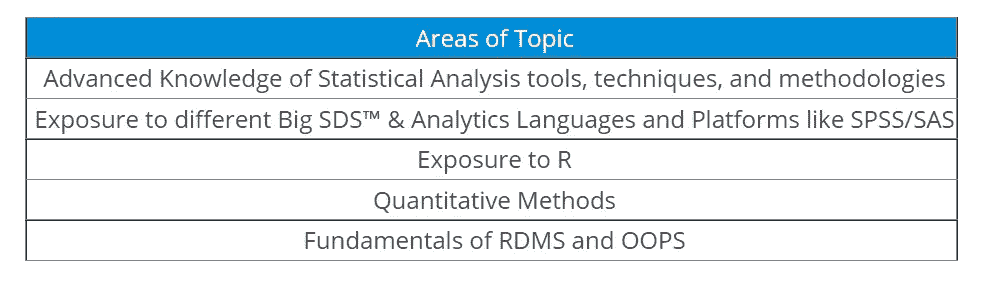 Areas of Topic
Advanced Knowledge of Statistical Analysis tools, techniques, and methodologies
Exposure to different Big SDS™ & Analytics Languages and Platforms like SPSS/SAS
Exposure to R
Quantitative Methods
Fundamentals of RDMS and OOPS